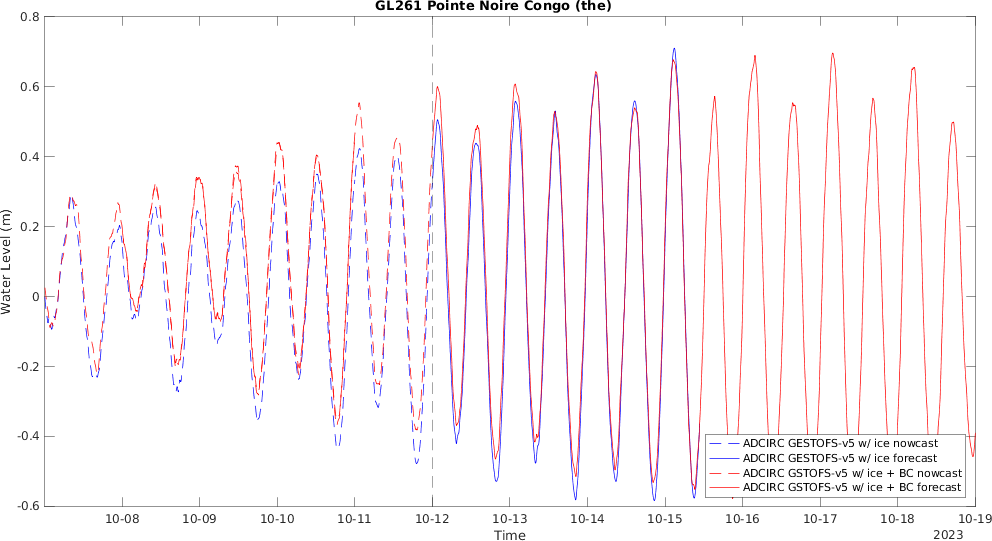 GL261 Pointe Noire Congo (the)
Water Level (m)
0.8
0.6
0.4
0.2
0
-0.2
-0.4
-0.6
ADCIRC GESTOFS-v5 w/ ice nowcast
ADCIRC GESTOFS-v5 w/ ice forecast
ADCIRC GSTOFS-v5 w/ ice + BC nowcast
ADCIRC GSTOFS-v5 w/ ice + BC forecast
10-08 10-09 10-10 10-11 10-12 10-13 10-14 10-15 10-16 10-17 10-18 10-19
Time
2023